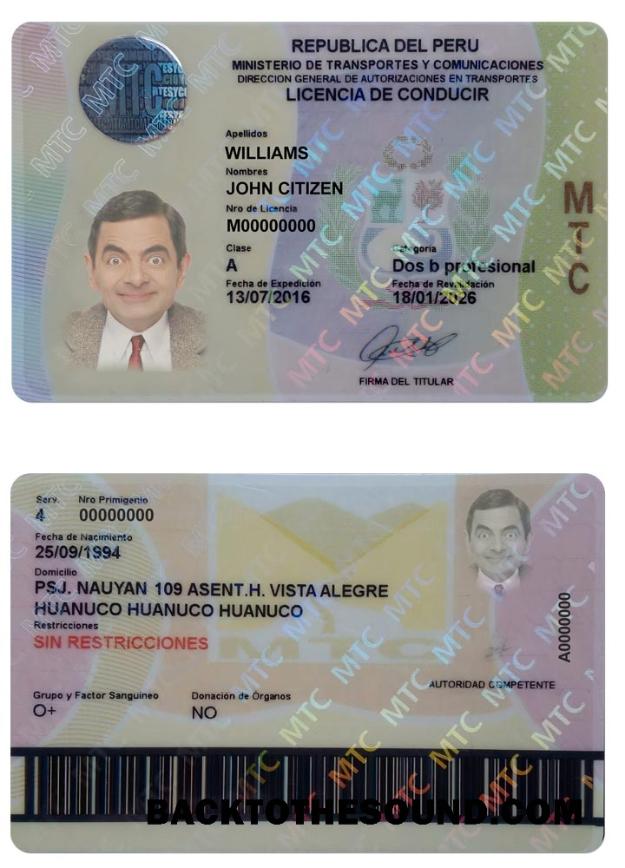 REPUBLICA DEL PERU
MINISTERIO DE TRANSPORTES Y COMUNICACIONES
DIRECCION GENERAL DE AUTORIZACIONES EN TRANSPORTES
LICENCIA DE CONDUCIR
MTC
Apellidos
WILLIAMS
Nombres
JOHN CITIZEN
Nro de Licencia
M00000000
Clase Categoria
A Dos b profesional
Fecha de Expedición Fecha de Revalidación
13/07/2016 18/01/2026
FIRMA DEL TITULAR
MTC
Serv. Nro Primigenio
4 00000000
Fecha de Nacimiento
25/09/1994
Domicilio
PSJ. NAUYAN 109 ASENT.H. VISTA ALEGRE
HUANUCO HUANUCO HUANUCO
Restricciones
SIN RESTRICCIONES
MTC
A0000000
AUTORIDAD COMPETENTE
Grupo y Factor Sanguineo Donación de Órganos
O+ NO
BACKTOTHESOUND.COM